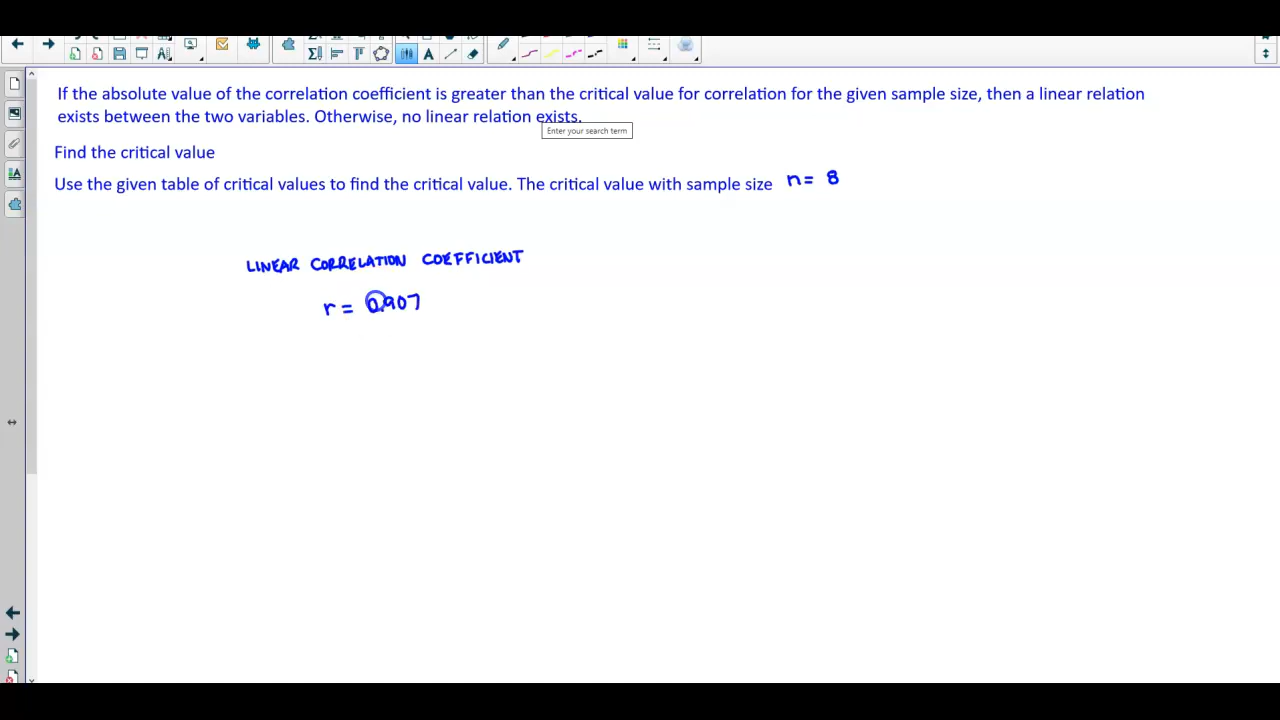 If the absolute value of the correlation coefficient is greater than the critical value for correlation for the given sample size, then a linear relation
exists between the two variables. Otherwise, no linear relation exists.
Enter your search term
Find the critical value
Use the given table of critical values to find the critical value. The critical value with sample size n = 8
LINEAR CORRELATION COEFFICIENT
r = 0.907